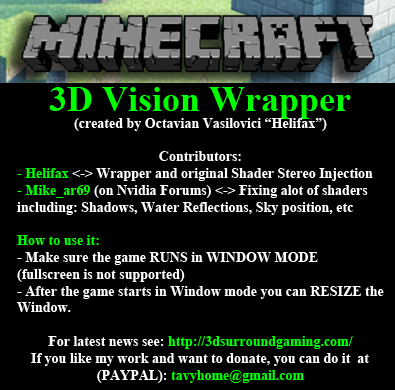 MINECRAFT
3D Vision Wrapper
(created by Octavian Vasilovici “Helifax”)
Contributors:
- Helifax <-> Wrapper and original Shader Stereo Injection
- Mike_ar69 (on Nvidia Forums) <-> Fixing alot of shaders
including: Shadows, Water Reflections, Sky position, etc
How to use it:
- Make sure the game RUNS in WINDOW MODE
(fullscreen is not supported)
- After the game starts in Window mode you can RESIZE the
Window.
For latest news see: http://3dsurroundgaming.com/
If you like my work and want to donate, you can do it at
(PAYPAL): tavyhome@gmail.com